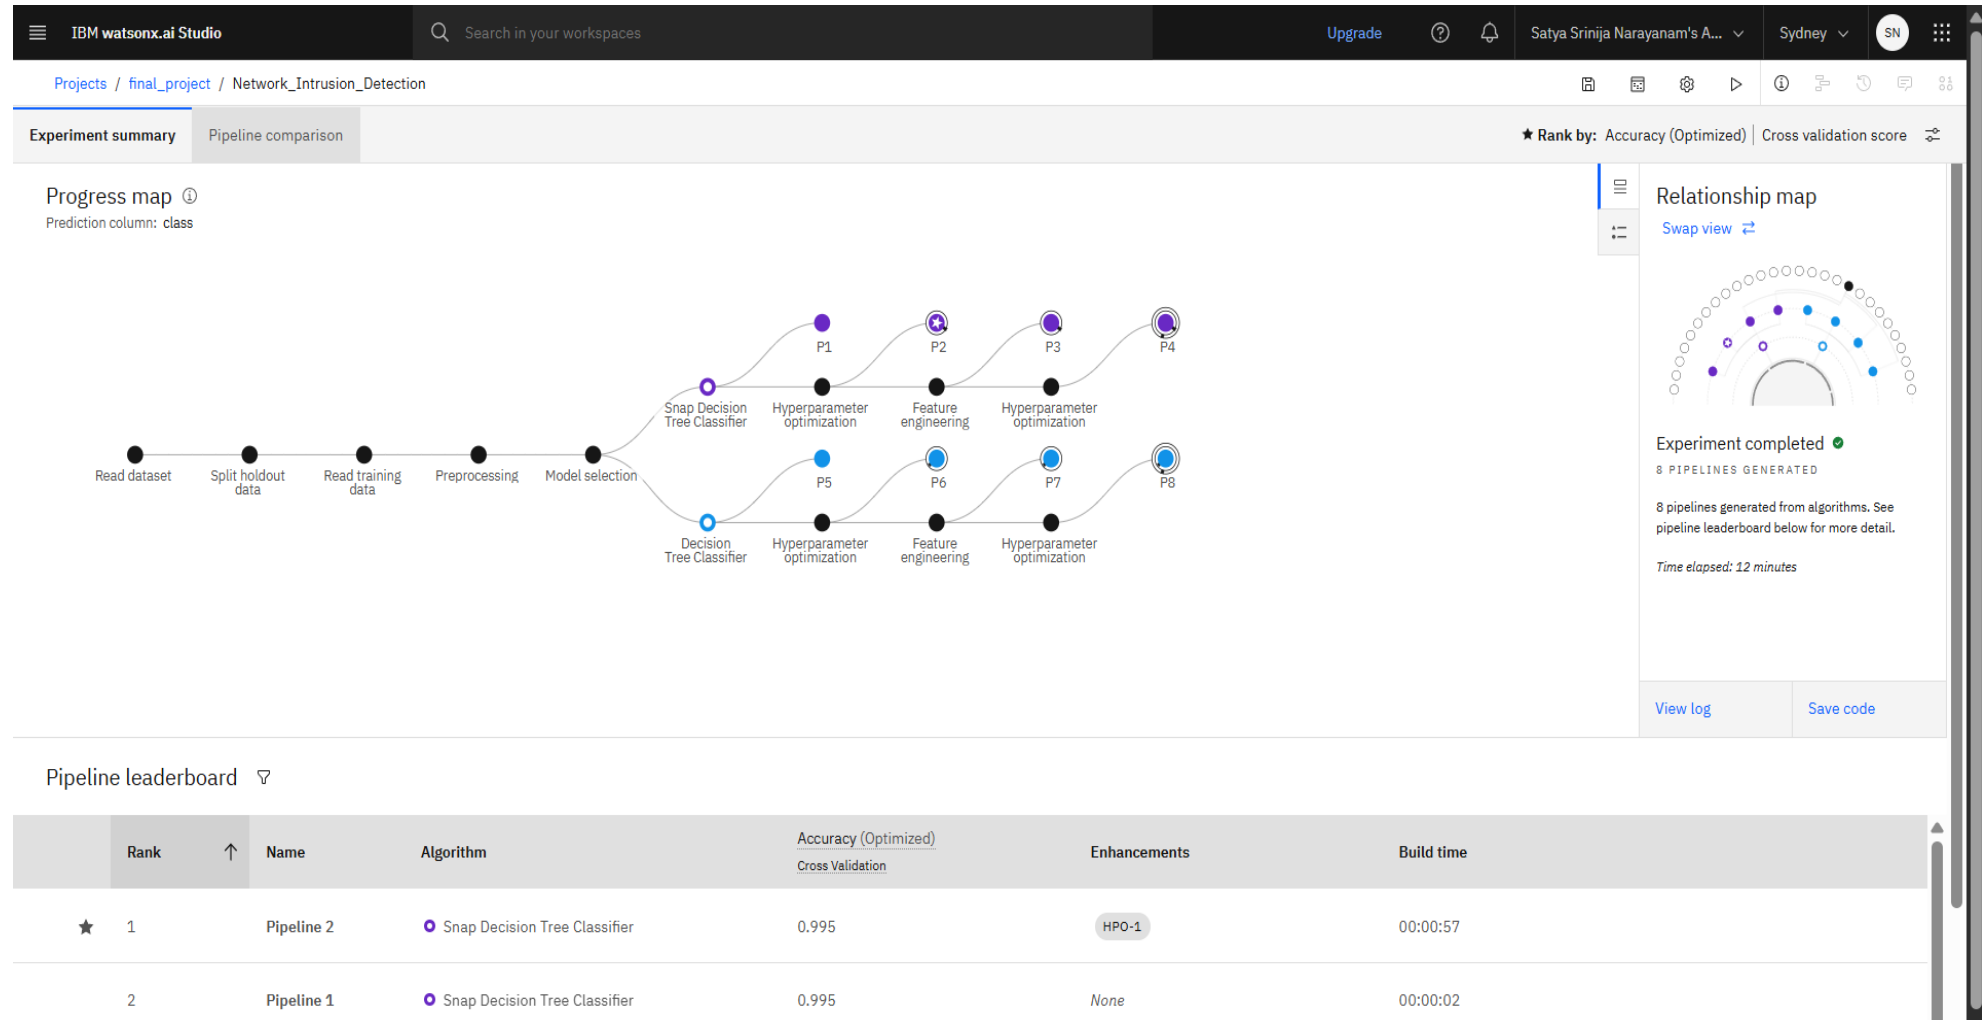 IBM watsonx.ai Studio
Search in your workspaces
Upgrade
Satya Srinija Narayanam's A...
Sydney
SN
Projects / final_project / Network_Intrusion_Detection
Experiment summary
Pipeline comparison
★ Rank by: Accuracy (Optimized) | Cross validation score
Progress map
Prediction column: class
P1
P2
P3
P4
Snap Decision
Tree Classifier
Hyperparameter
optimization
Feature
engineering
Hyperparameter
optimization
Read dataset
Split holdout
data
Read training
data
Preprocessing
Model selection
P5
P6
P7
P8
Decision
Tree Classifier
Hyperparameter
optimization
Feature
engineering
Hyperparameter
optimization
Relationship map
Swap view
Experiment completed
8 PIPELINES GENERATED
8 pipelines generated from algorithms. See
pipeline leaderboard below for more detail.
Time elapsed: 12 minutes
View log
Save code
Pipeline leaderboard
Rank
Name
Algorithm
Accuracy (Optimized)
Cross Validation
Enhancements
Build time
1 Pipeline 2 Snap Decision Tree Classifier 0.995 HPO-1 00:00:57
2 Pipeline 1 Snap Decision Tree Classifier 0.995 None 00:00:02